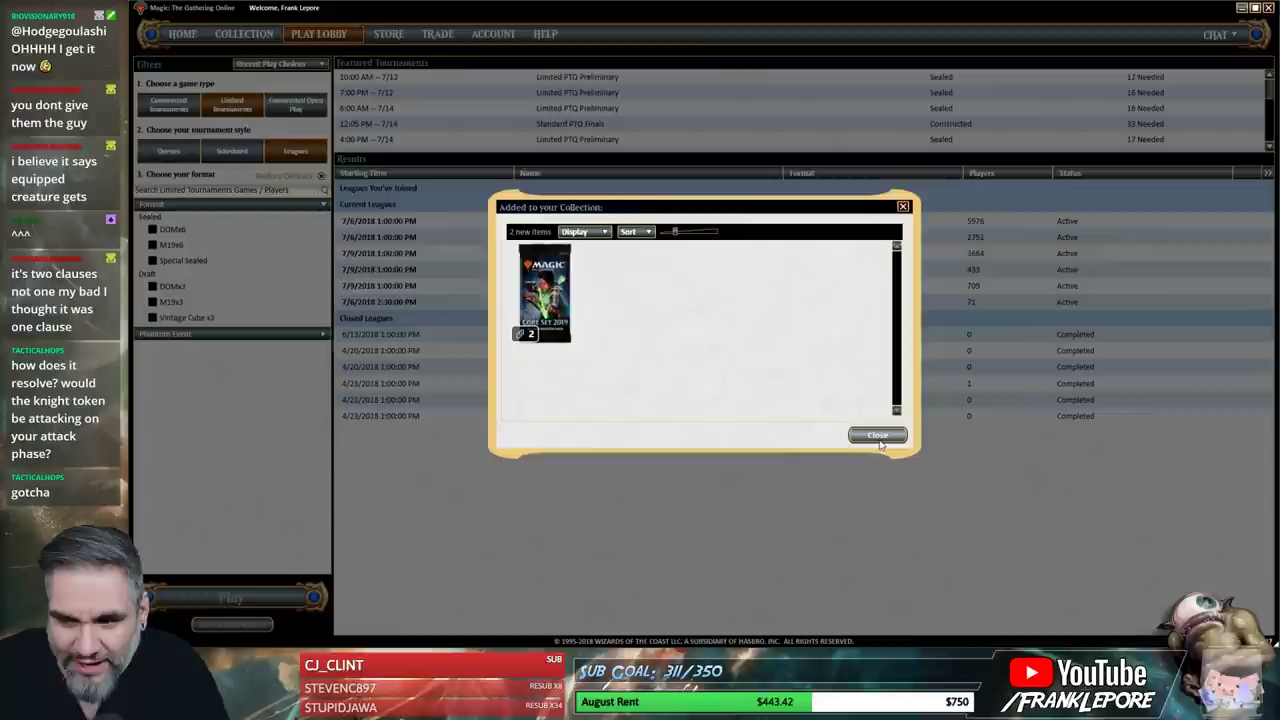 BIOVISIONARY918
@Hodgegoulashi
OHHHH I get it
now
you dont give
them the guy
i believe it says
equipped
creature gets
^^^
it's two clauses
not one my bad I
thought it was
one clause
TACTICALHOPS
how does it
resolve? would
the knight token
be attacking on
your attack
phase?
TACTICALHOPS
gotcha
Magic: The Gathering Online Welcome, Frank Lepore
HOME COLLECTION PLAY LOBBY STORE TRADE ACCOUNT HELP CHAT
Filters Recent Play Choices
1. Choose a game type
Constructed Tournaments Limited Tournaments Constructed Open Play
2. Choose your tournament style
Queues Scheduled Leagues
3. Choose your format Restore Defaults
Search Limited Tournaments Games / Players
Format
Sealed
DOMx6
M19x6
Special Sealed
Draft
DOMx3
M19x3
Vintage Cube x3
Phantom Event
Play
Featured Tournaments
10:00 AM -- 7/12 Limited PTQ Preliminary Sealed 12 Needed
7:00 PM -- 7/12 Limited PTQ Preliminary Sealed 16 Needed
6:00 AM -- 7/14 Limited PTQ Preliminary Sealed 16 Needed
12:05 PM -- 7/14 Standard PTQ Finals Constructed 33 Needed
4:00 PM -- 7/14 Limited PTQ Preliminary Sealed 17 Needed
Results
Starting Time Name Format Players Status
Leagues You've Joined
Current Leagues
7/6/2018 1:00:00 PM 5976 Active
7/6/2018 1:00:00 PM 2751 Active
7/9/2018 1:00:00 PM 3664 Active
7/9/2018 1:00:00 PM 433 Active
7/9/2018 1:00:00 PM 709 Active
7/6/2018 2:30:00 PM 71 Active
Closed Leagues
6/13/2018 1:00:00 PM 0 Completed
4/20/2018 1:00:00 PM 0 Completed
4/20/2018 1:00:00 PM 0 Completed
4/23/2018 1:00:00 PM 1 Completed
4/23/2018 1:00:00 PM 0 Completed
4/23/2018 1:00:00 PM 0 Completed
Added to your Collection:
2 new items Display Sort
MAGIC
CORE SET 2019
2
Close
© 1995-2018 WIZARDS OF THE COAST LLC, A SUBSIDIARY OF HASBRO, INC. ALL RIGHTS RESERVED.
CJ_CLINT SUB
STEVENC897 RESUB X6
STUPIDJAWA RESUB X34
SUB GOAL: 311/350
August Rent $443.42 $750
YouTube
/FRANKLEPORE